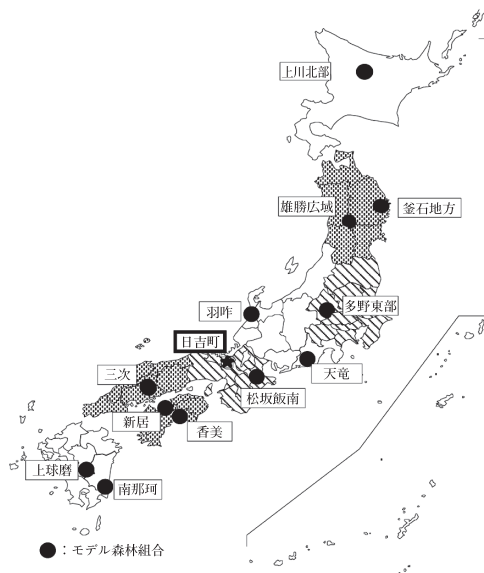 上川北部
雄勝広域
釜石地方
羽咋
多野東部
日吉町
三次
天竜
松坂飯南
新居
香美
上球磨
南那珂
●：モデル森林組合